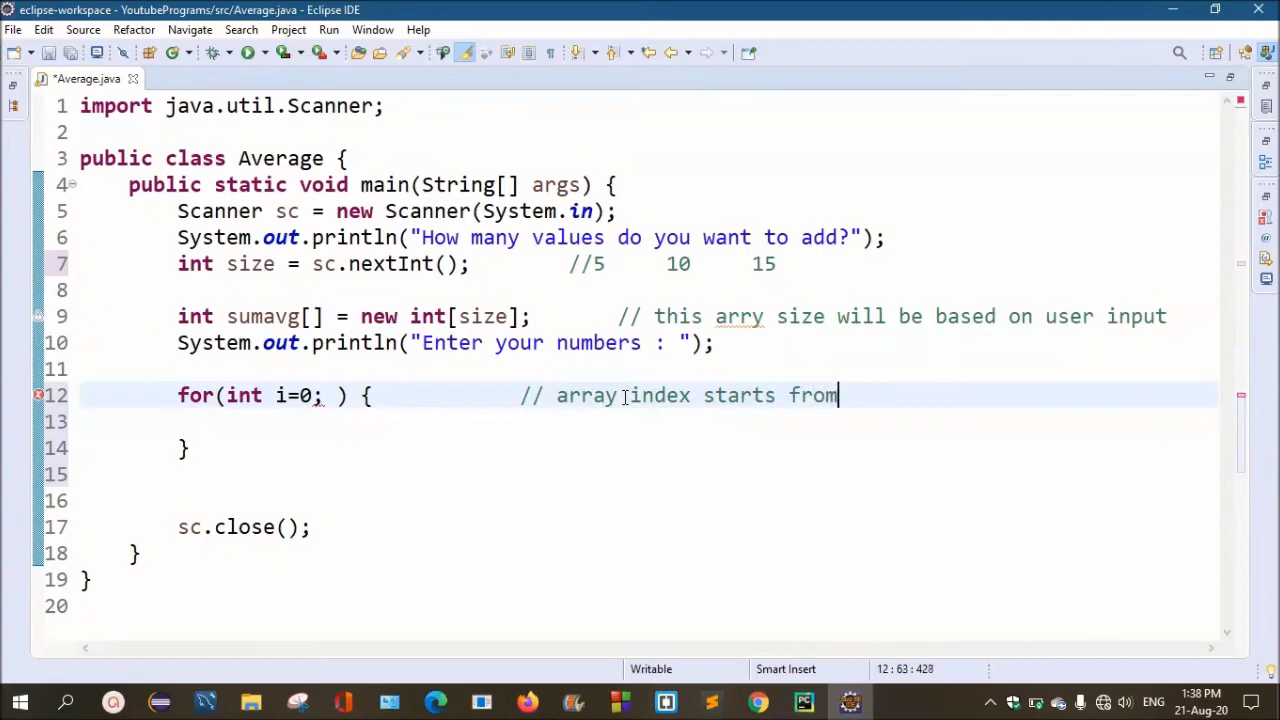 eclipse-workspace - YoutubePrograms/src/Average.java - Eclipse IDE
File Edit Source Refactor Navigate Search Project Run Window Help
*Average.java
1 import java.util.Scanner;
2
3 public class Average {
4 public static void main(String[] args) {
5 Scanner sc = new Scanner(System.in);
6 System.out.println("How many values do you want to add?");
7 int size = sc.nextInt(); //5 10 15
8
9 int sumavg[] = new int[size]; // this arry size will be based on user input
10 System.out.println("Enter your numbers : ");
11
12 for(int i=0; ) { // array index starts from
13
14 }
15
16
17 sc.close();
18 }
19 }
20
Writable Smart Insert 12 : 63 : 428
ENG 1:38 PM
21-Aug-20